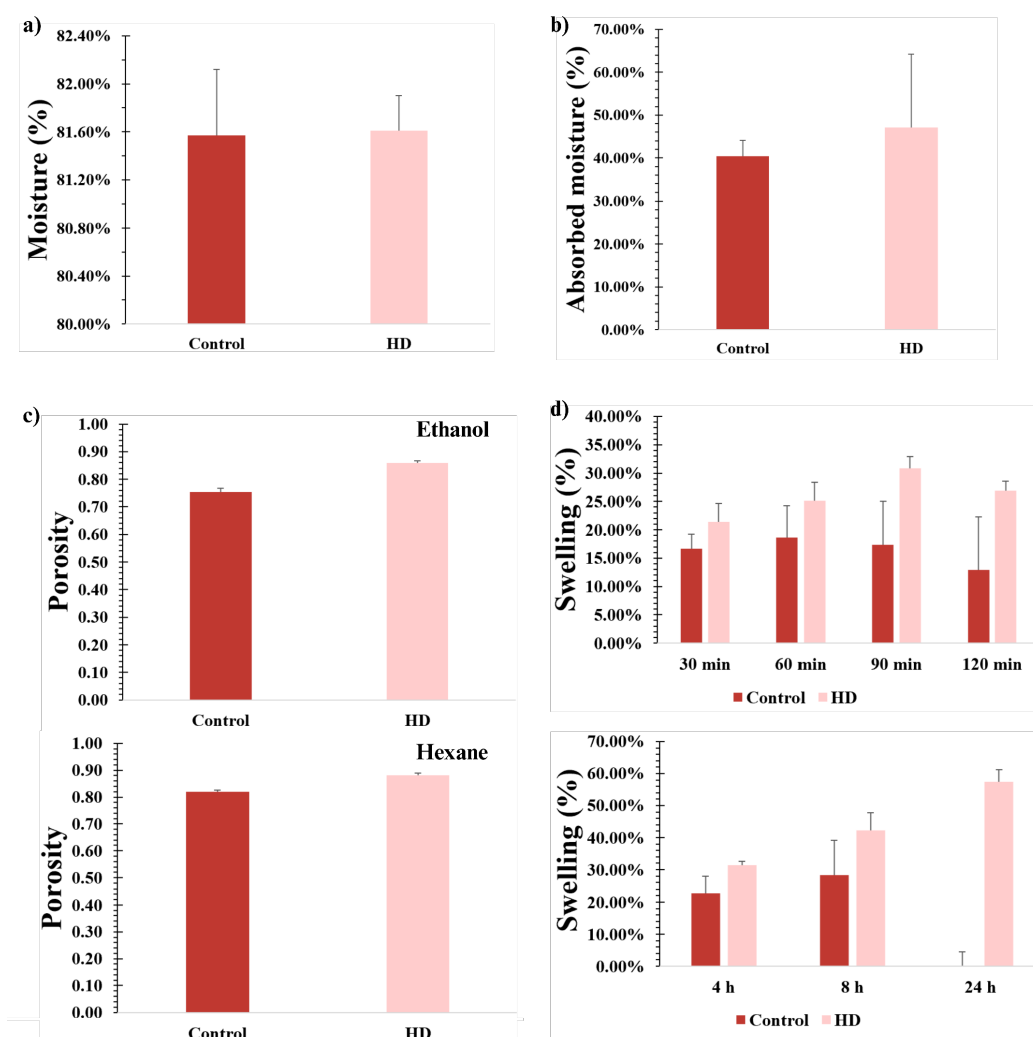 a)
Moisture (%)
82.40%
82.00%
81.60%
81.20%
80.80%
80.40%
80.00%
Control HD
b)
Absorbed moisture (%)
70.00%
60.00%
50.00%
40.00%
30.00%
20.00%
10.00%
0.00%
Control HD
c)
Ethanol
Porosity
1.00
0.90
0.80
0.70
0.60
0.50
0.40
0.30
0.20
0.10
0.00
Control HD
Hexane
Porosity
1.00
0.90
0.80
0.70
0.60
0.50
0.40
0.30
0.20
0.10
0.00
Control HD
d)
Swelling (%)
40.00%
35.00%
30.00%
25.00%
20.00%
15.00%
10.00%
5.00%
0.00%
30 min 60 min 90 min 120 min
Control HD
Swelling (%)
70.00%
60.00%
50.00%
40.00%
30.00%
20.00%
10.00%
0.00%
4 h 8 h 24 h
Control HD